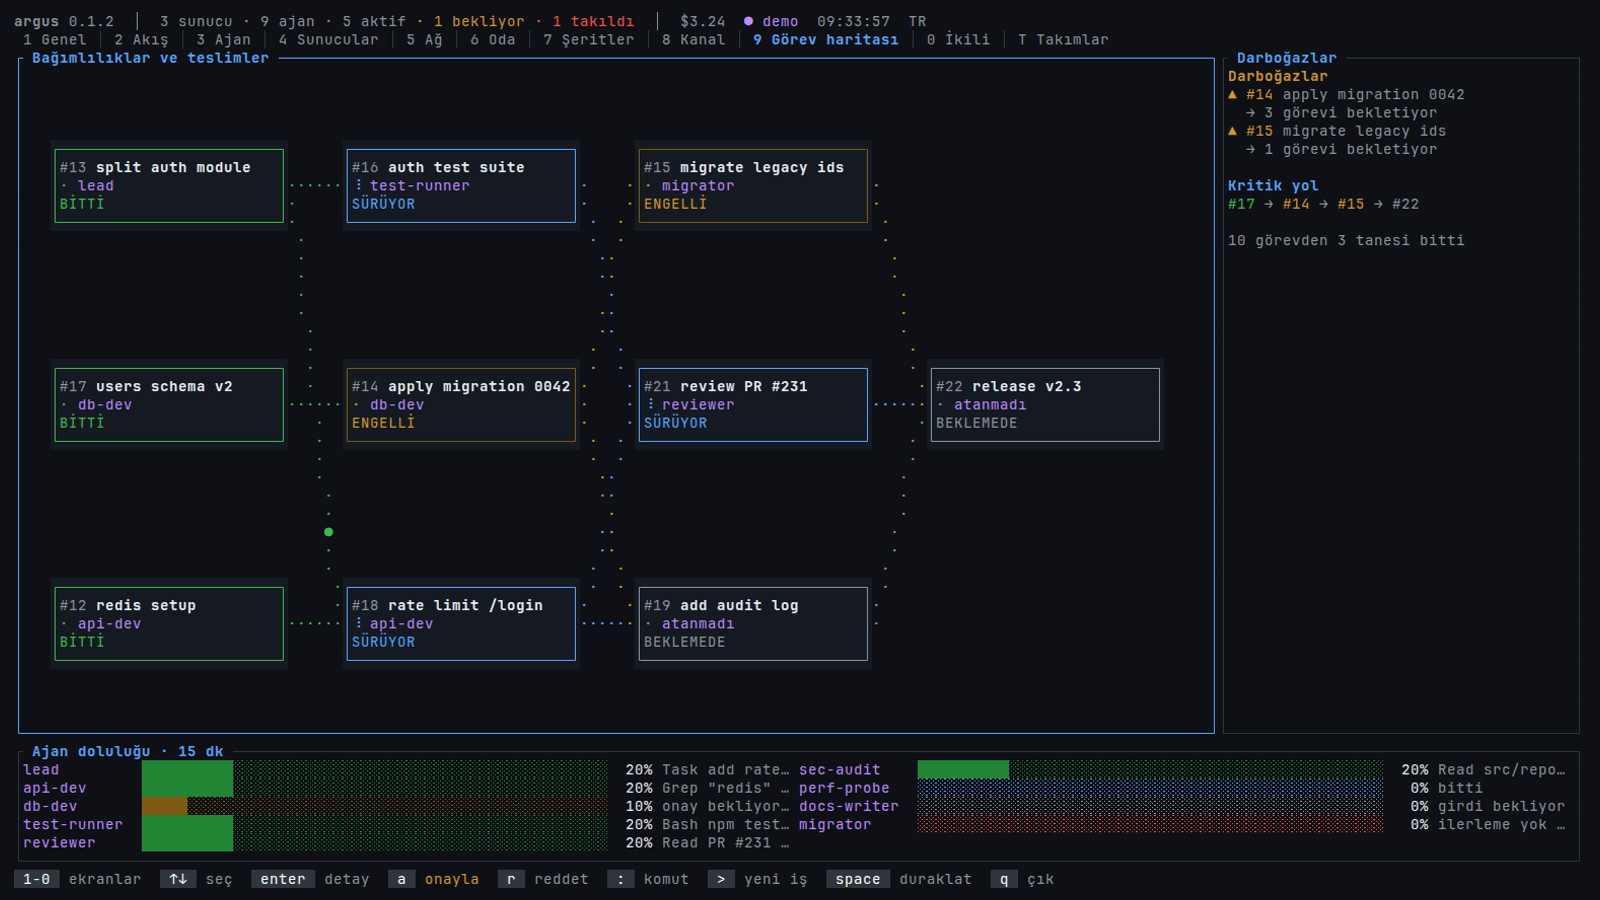 argus 0.1.2 │ 3 sunucu · 9 ajan · 5 aktif · 1 bekliyor · 1 takıldı │ $3.24 ● demo 09:33:57 TR
1 Genel │ 2 Akış │ 3 Ajan │ 4 Sunucular │ 5 Ağ │ 6 Oda │ 7 Şeritler │ 8 Kanal │ 9 Görev haritası │ 0 İkili │ T Takımlar
Bağımlılıklar ve teslimler
#13 split auth module
· lead
BİTTİ
#16 auth test suite
⠸ test-runner
SÜRÜYOR
#15 migrate legacy ids
· migrator
ENGELLİ
#17 users schema v2
· db-dev
BİTTİ
#14 apply migration 0042
· db-dev
ENGELLİ
#21 review PR #231
⠸ reviewer
SÜRÜYOR
#22 release v2.3
· atanmadı
BEKLEMEDE
#12 redis setup
· api-dev
BİTTİ
#18 rate limit /login
⠸ api-dev
SÜRÜYOR
#19 add audit log
· atanmadı
BEKLEMEDE
Darboğazlar
Darboğazlar
▲ #14 apply migration 0042
→ 3 görevi bekletiyor
▲ #15 migrate legacy ids
→ 1 görevi bekletiyor
Kritik yol
#17 → #14 → #15 → #22
10 görevden 3 tanesi bitti
Ajan doluluğu · 15 dk
lead 20% Task add rate…
api-dev 20% Grep "redis" …
db-dev 10% onay bekliyor…
test-runner 20% Bash npm test…
reviewer 20% Read PR #231 …
sec-audit 20% Read src/repo…
perf-probe 0% bitti
docs-writer 0% girdi bekliyor
migrator 0% ilerleme yok …
1-0 ekranlar ↑↓ seç enter detay a onayla r reddet : komut > yeni iş space duraklat q çık